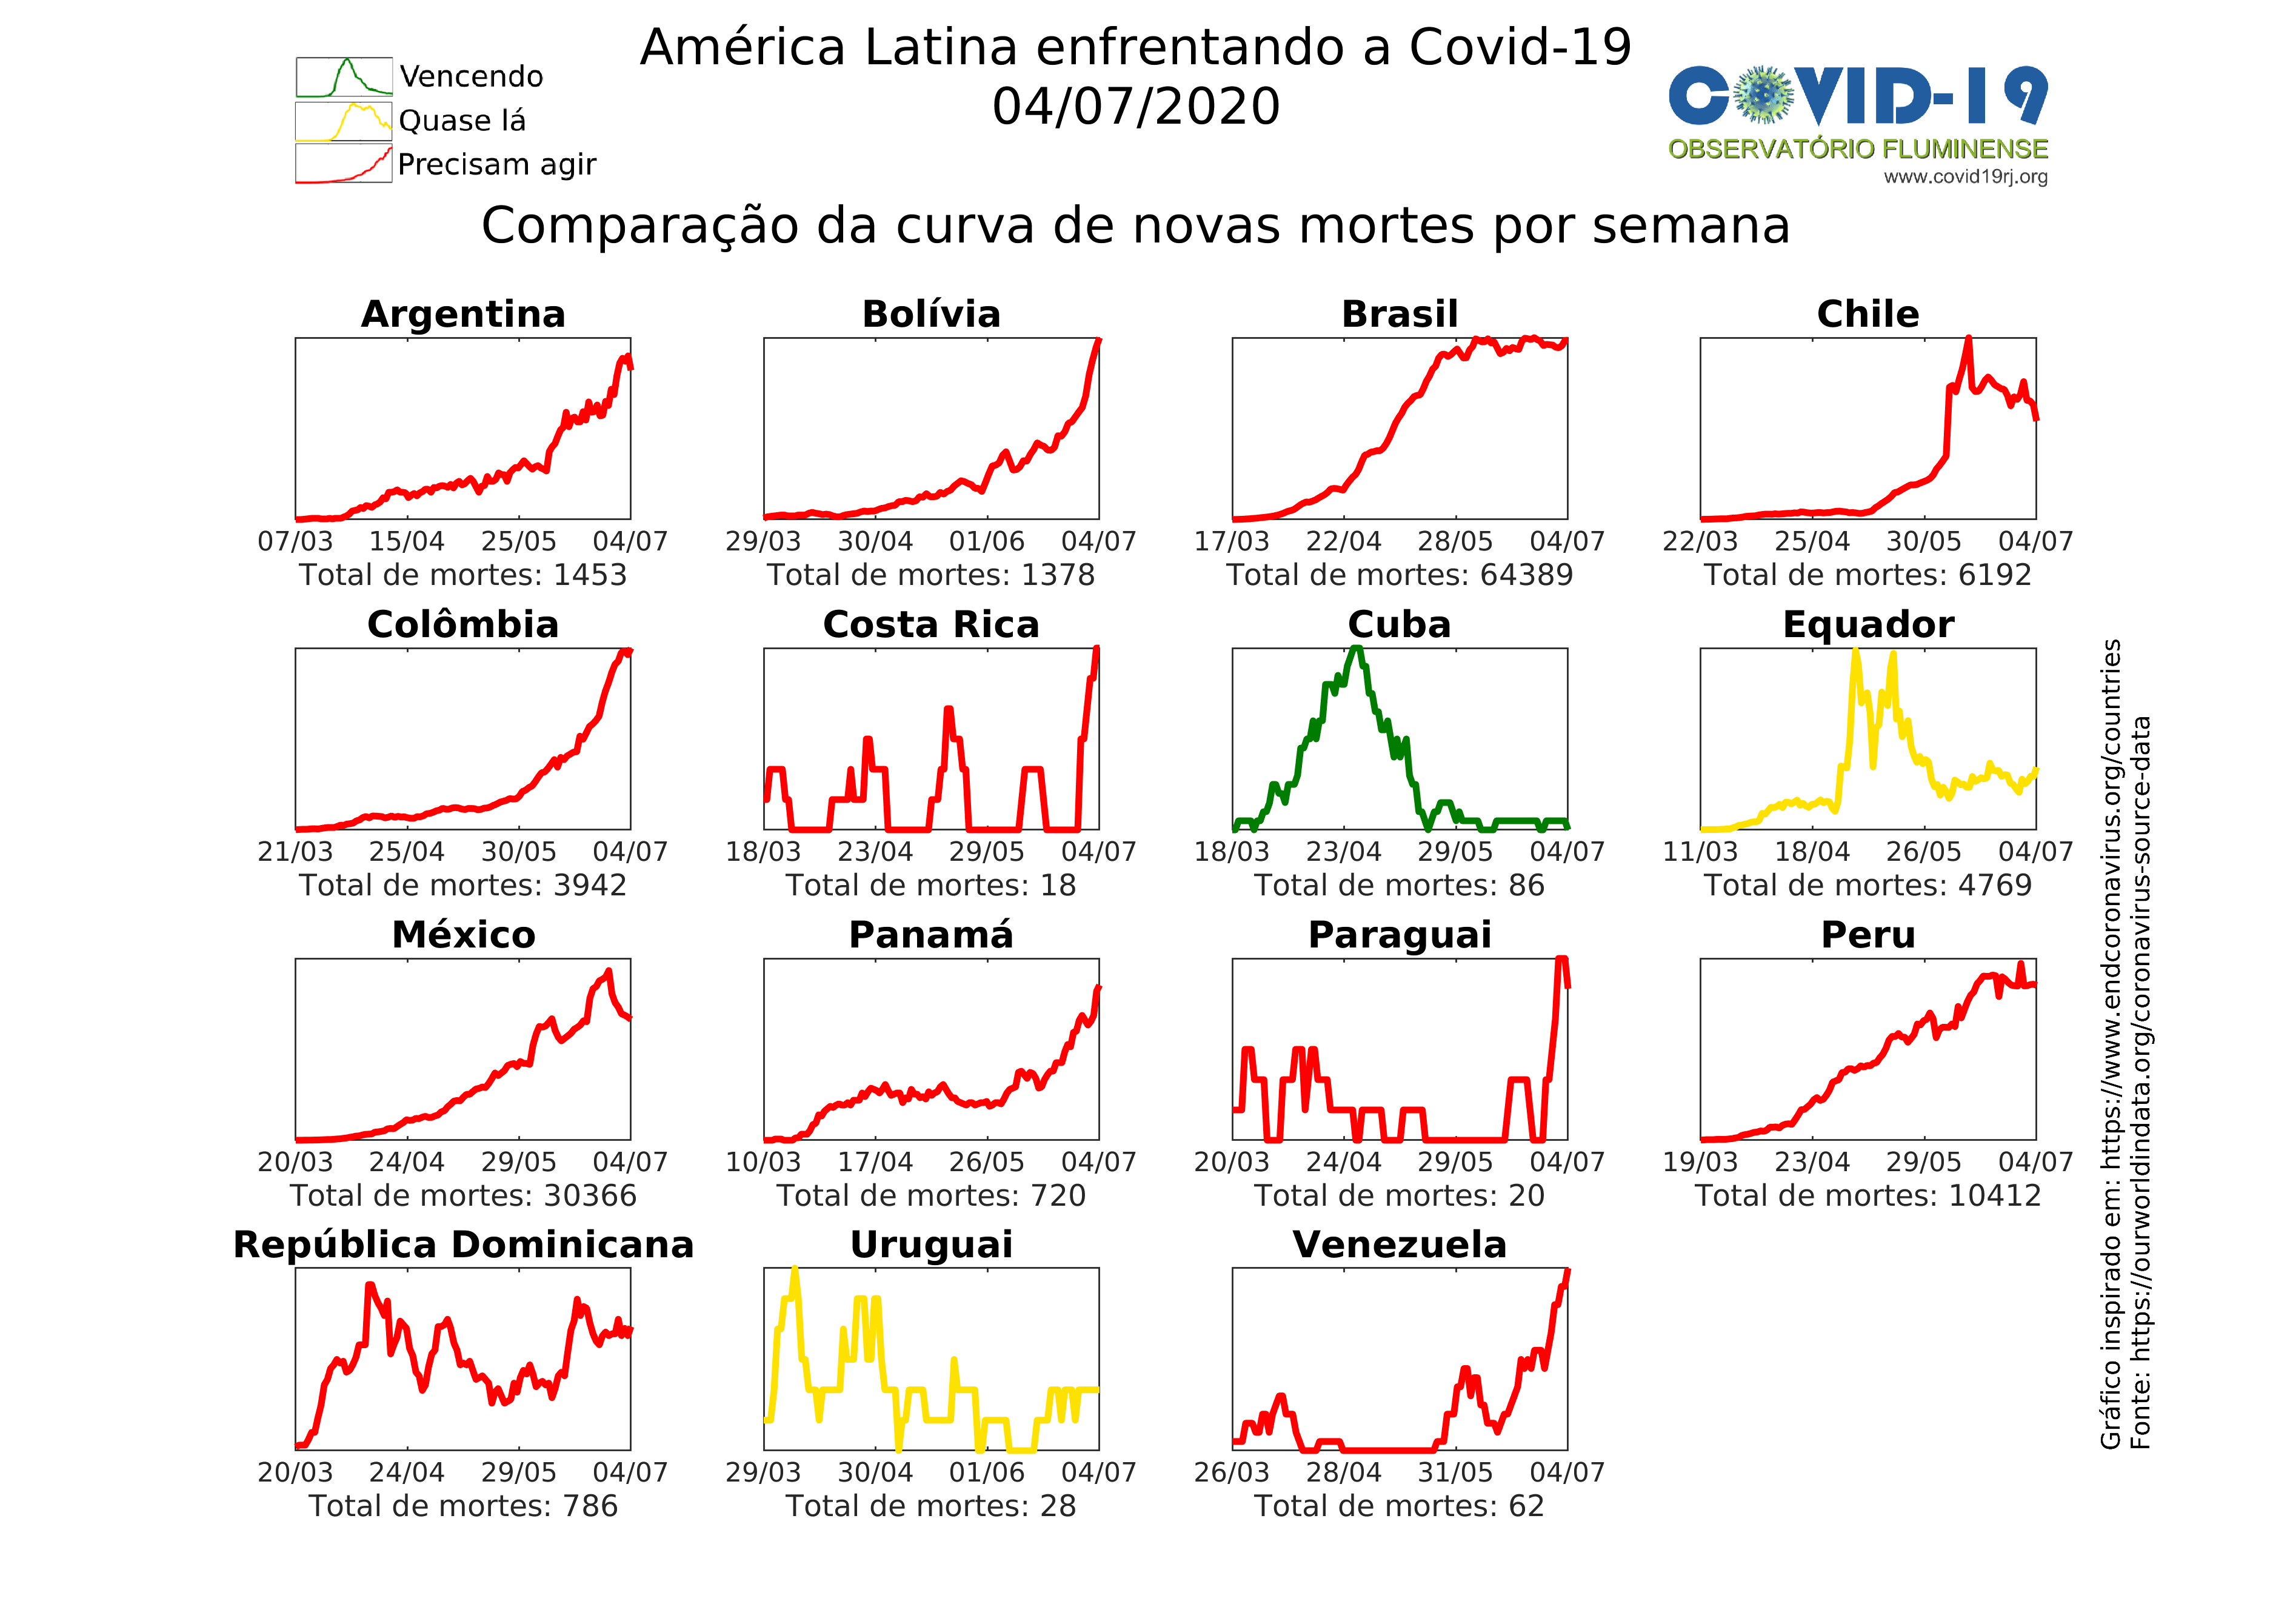 América Latina enfrentando a Covid-19
04/07/2020
Vencendo
Quase lá
Precisam agir
COVID-19
OBSERVATÓRIO FLUMINENSE
www.covid19rj.org
Comparação da curva de novas mortes por semana
Argentina
07/03 15/04 25/05 04/07
Total de mortes: 1453
Bolívia
29/03 30/04 01/06 04/07
Total de mortes: 1378
Brasil
17/03 22/04 28/05 04/07
Total de mortes: 64389
Chile
22/03 25/04 30/05 04/07
Total de mortes: 6192
Colômbia
21/03 25/04 30/05 04/07
Total de mortes: 3942
Costa Rica
18/03 23/04 29/05 04/07
Total de mortes: 18
Cuba
18/03 23/04 29/05 04/07
Total de mortes: 86
Equador
11/03 18/04 26/05 04/07
Total de mortes: 4769
México
20/03 24/04 29/05 04/07
Total de mortes: 30366
Panamá
10/03 17/04 26/05 04/07
Total de mortes: 720
Paraguai
20/03 24/04 29/05 04/07
Total de mortes: 20
Peru
19/03 23/04 29/05 04/07
Total de mortes: 10412
República Dominicana
20/03 24/04 29/05 04/07
Total de mortes: 786
Uruguai
29/03 30/04 01/06 04/07
Total de mortes: 28
Venezuela
26/03 28/04 31/05 04/07
Total de mortes: 62
Gráfico inspirado em: https://www.endcoronavirus.org/countries
Fonte: https://ourworldindata.org/coronavirus-source-data